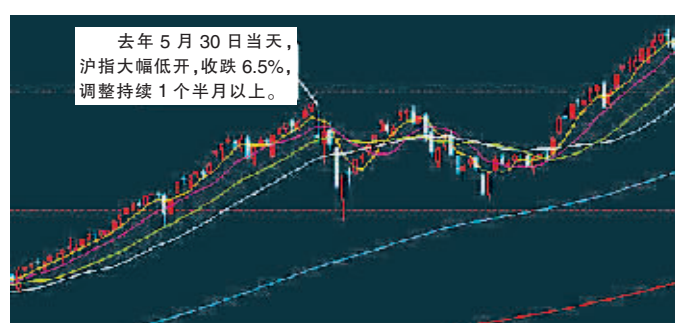 去年 5 月 30 日当天，
沪指大幅低开，收跌 6.5%，
调整持续 1 个半月以上。